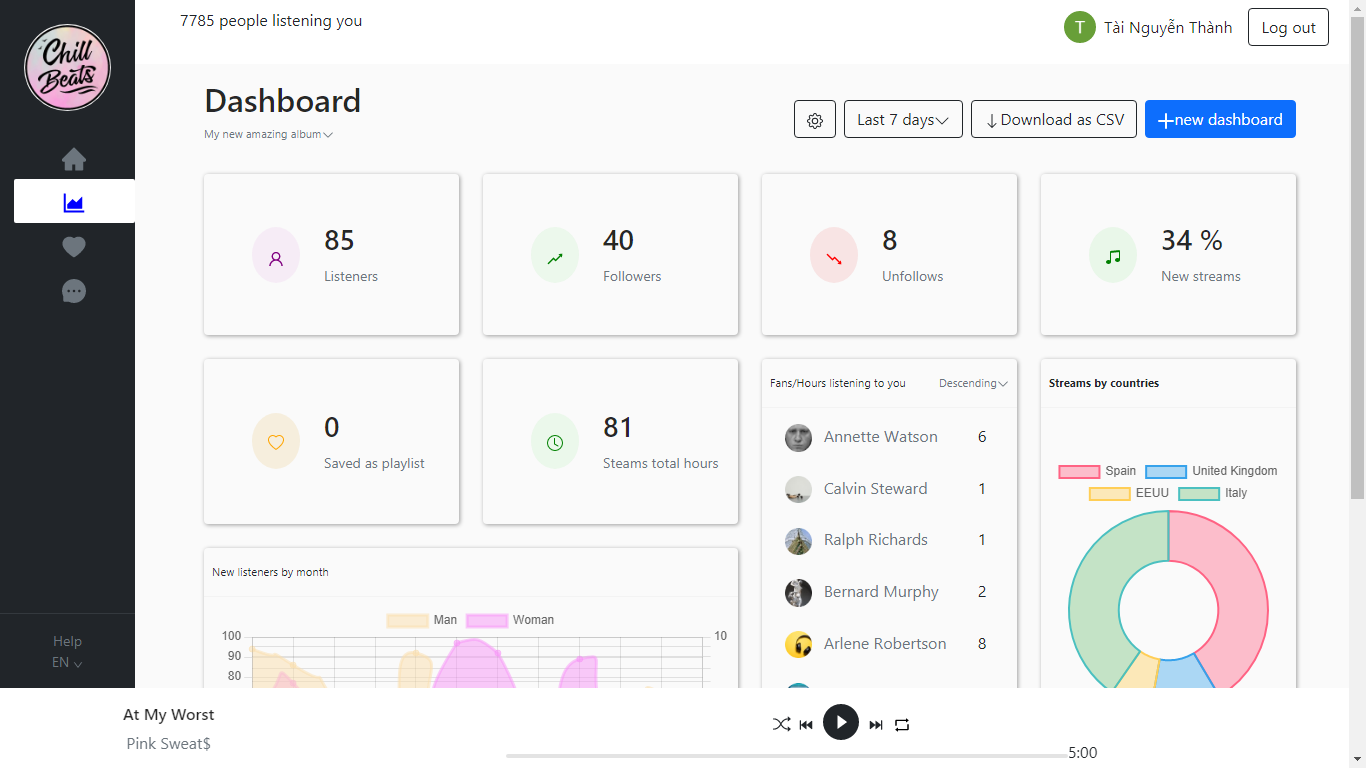 Chill
Beats
7785 people listening you
T Tài Nguyễn Thành
Log out
Dashboard
My new amazing album
Last 7 days
Download as CSV
new dashboard
85
Listeners
40
Followers
8
Unfollows
34 %
New streams
0
Saved as playlist
81
Steams total hours
Fans/Hours listening to you Descending
Annette Watson 6
Calvin Steward 1
Ralph Richards 1
Bernard Murphy 2
Arlene Robertson 8
Streams by countries
Spain United Kingdom
EEUU Italy
New listeners by month
Man Woman
100 10
90
80
Help
EN
At My Worst
Pink Sweat$
5:00